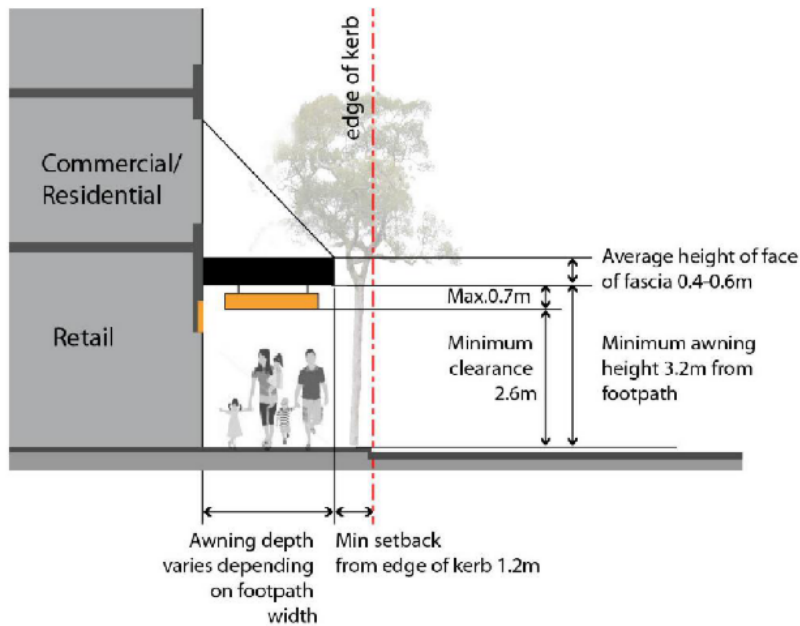 edge of kerb
Commercial/
Residential
Average height of face
of fascia 0.4-0.6m
Max.0.7m
Retail
Minimum
clearance
2.6m
Minimum awning
height 3.2m from
footpath
Awning depth
varies depending
on footpath
width
Min setback
from edge of kerb 1.2m